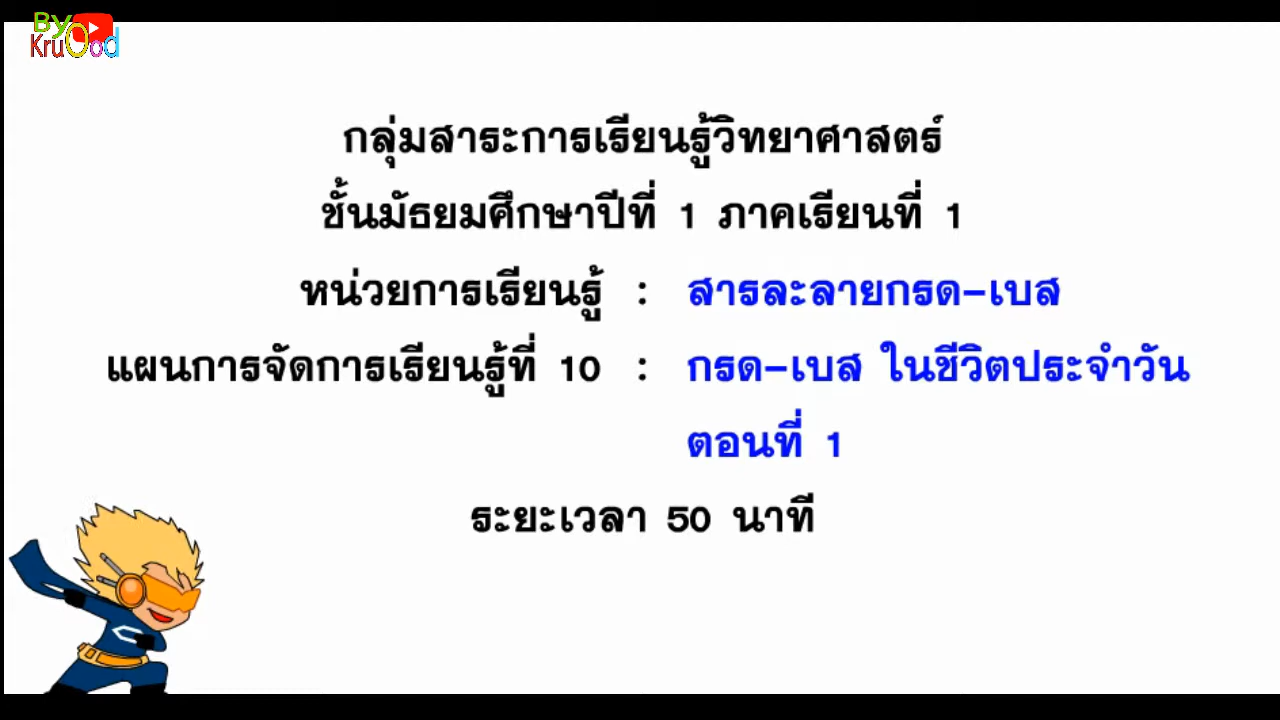 By
KruOod
กลุ่มสาระการเรียนรู้วิทยาศาสตร์
ชั้นมัธยมศึกษาปีที่ 1 ภาคเรียนที่ 1
หน่วยการเรียนรู้ : สารละลายกรด-เบส
แผนการจัดการเรียนรู้ที่ 10 : กรด-เบส ในชีวิตประจำวัน
ตอนที่ 1
ระยะเวลา 50 นาที